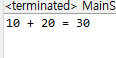 <terminated> MainS
10 + 20 = 30